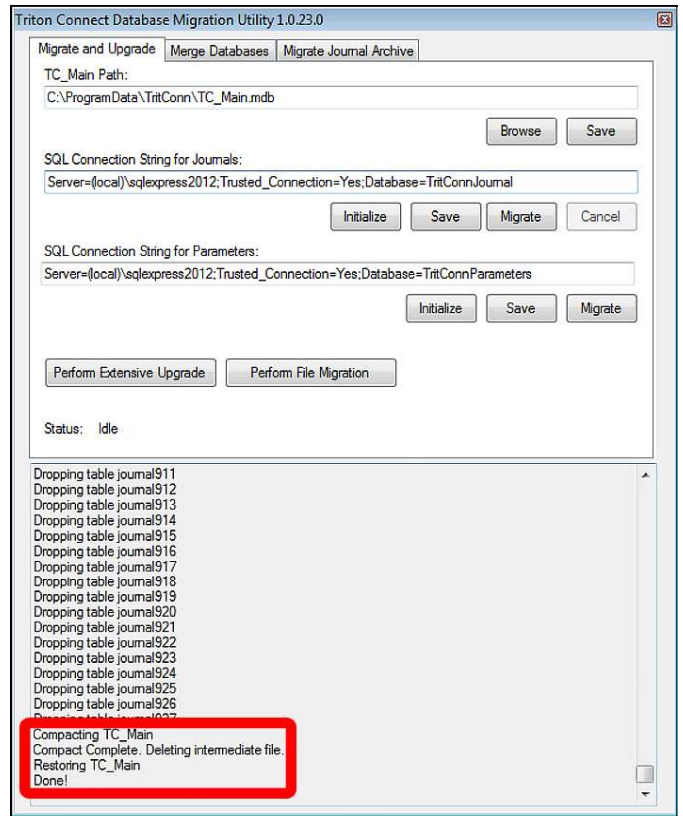 Triton Connect Database Migration Utility 1.0.23.0
Migrate and Upgrade Merge Databases Migrate Journal Archive
TC_Main Path:
C:\ProgramData\TritConn\TC_Main.mdb
Browse Save
SQL Connection String for Journals:
Server=(local)\sqlexpress2012;Trusted_Connection=Yes;Database=TritConnJournal
Initialize Save Migrate Cancel
SQL Connection String for Parameters:
Server=(local)\sqlexpress2012;Trusted_Connection=Yes;Database=TritConnParameters
Initialize Save Migrate
Perform Extensive Upgrade Perform File Migration
Status: Idle
Dropping table journal911
Dropping table journal912
Dropping table journal913
Dropping table journal914
Dropping table journal915
Dropping table journal916
Dropping table journal917
Dropping table journal918
Dropping table journal919
Dropping table journal920
Dropping table journal921
Dropping table journal922
Dropping table journal923
Dropping table journal924
Dropping table journal925
Dropping table journal926
Dropping table journal927
Compacting TC_Main
Compact Complete. Deleting intermediate file.
Restoring TC_Main
Done!